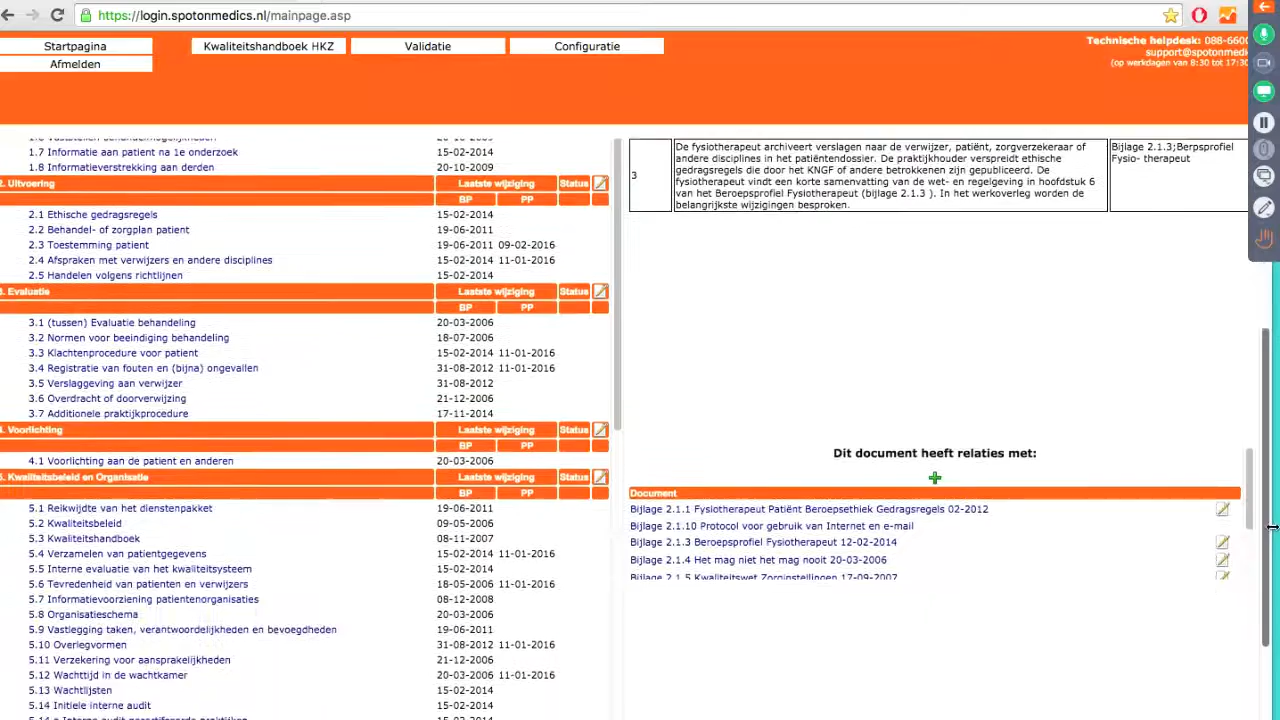 https://login.spotonmedics.nl/mainpage.asp
Startpagina
Afmelden
Kwaliteitshandboek HKZ
Validatie
Configuratie
Technische helpdesk: 088-6600
support@spotonmedic
(op werkdagen van 8:30 tot 17:30
1.7 Informatie aan patient na 1e onderzoek 15-02-2014
1.8 Informatieverstrekking aan derden 20-10-2009
2. Uitvoering Laatste wijziging Status
BP PP
2.1 Ethische gedragsregels 15-02-2014
2.2 Behandel- of zorgplan patient 19-06-2011
2.3 Toestemming patient 19-06-2011 09-02-2016
2.4 Afspraken met verwijzers en andere disciplines 15-02-2014 11-01-2016
2.5 Handelen volgens richtlijnen 15-02-2014
3. Evaluatie Laatste wijziging Status
BP PP
3.1 (tussen) Evaluatie behandeling 20-03-2006
3.2 Normen voor beeindiging behandeling 18-07-2006
3.3 Klachtenprocedure voor patient 15-02-2014 11-01-2016
3.4 Registratie van fouten en (bijna) ongevallen 31-08-2012 11-01-2016
3.5 Verslaggeving aan verwijzer 31-08-2012
3.6 Overdracht of doorverwijzing 21-12-2006
3.7 Additionele praktijkprocedure 17-11-2014
4. Voorlichting Laatste wijziging Status
BP PP
4.1 Voorlichting aan de patient en anderen 20-03-2006
5. Kwaliteitsbeleid en Organisatie Laatste wijziging Status
BP PP
5.1 Reikwijdte van het dienstenpakket 19-06-2011
5.2 Kwaliteitsbeleid 09-05-2006
5.3 Kwaliteitshandboek 08-11-2007
5.4 Verzamelen van patientgegevens 15-02-2014 11-01-2016
5.5 Interne evaluatie van het kwaliteitsysteem 15-02-2014
5.6 Tevredenheid van patienten en verwijzers 18-05-2006 11-01-2016
5.7 Informatievoorziening patientenorganisaties 08-12-2008
5.8 Organisatieschema 20-03-2006
5.9 Vastlegging taken, verantwoordelijkheden en bevoegdheden 19-06-2011
5.10 Overlegvormen 31-08-2012 11-01-2016
5.11 Verzekering voor aansprakelijkheden 21-12-2006
5.12 Wachttijd in de wachtkamer 20-03-2006 11-01-2016
5.13 Wachtlijsten 15-02-2014
5.14 Initiele interne audit 15-02-2014
3
De fysiotherapeut archiveert verslagen naar de verwijzer, patiënt, zorgverzekeraar of
andere disciplines in het patiëntendossier. De praktijkhouder verspreidt ethische
gedragsregels die door het KNGF of andere betrokkenen zijn gepubliceerd. De
fysiotherapeut vindt een korte samenvatting van de wet- en regelgeving in hoofdstuk 6
van het Beroepsprofiel Fysiotherapeut (bijlage 2.1.3 ). In het werkoverleg worden de
belangrijkste wijzigingen besproken.
Bijlage 2.1.3;Berpsprofiel
Fysio- therapeut
Dit document heeft relaties met:
Document
Bijlage 2.1.1 Fysiotherapeut Patiënt Beroepsethiek Gedragsregels 02-2012
Bijlage 2.1.10 Protocol voor gebruik van Internet en e-mail
Bijlage 2.1.3 Beroepsprofiel Fysiotherapeut 12-02-2014
Bijlage 2.1.4 Het mag niet het mag nooit 20-03-2006
Bijlage 2.1.5 Kwaliteitswet Zorginstellingen 17-09-2007